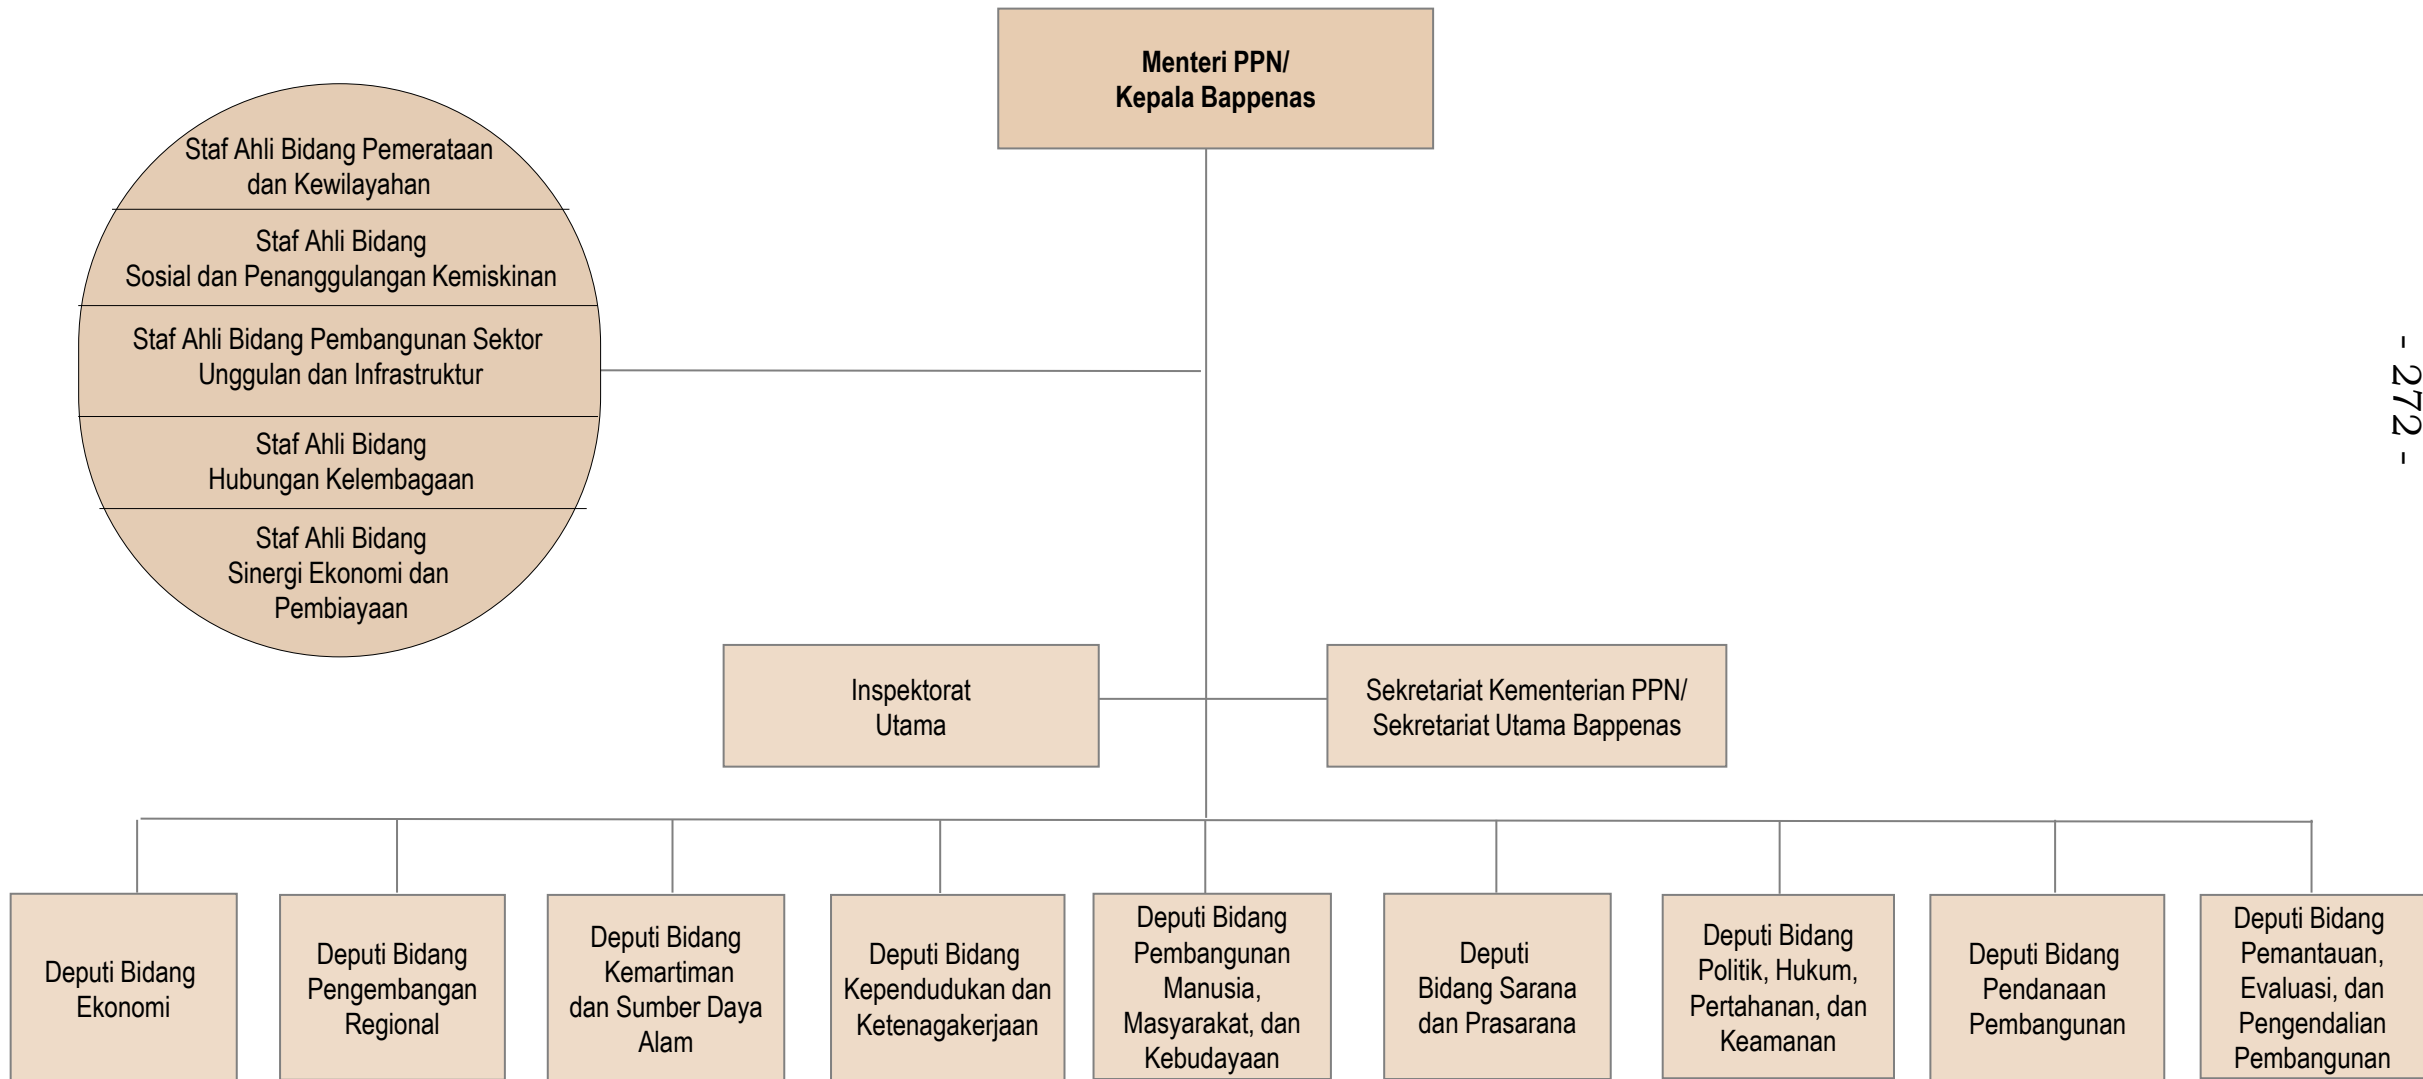 Menteri PPN/
Kepala Bappenas
Staf Ahli Bidang Pemerataan
dan Kewilayahan
Staf Ahli Bidang
Sosial dan Penanggulangan Kemiskinan
Staf Ahli Bidang Pembangunan Sektor
Unggulan dan Infrastruktur
Staf Ahli Bidang
Hubungan Kelembagaan
Staf Ahli Bidang
Sinergi Ekonomi dan
Pembiayaan
- 272 -
Inspektorat
Utama
Sekretariat Kementerian PPN/
Sekretariat Utama Bappenas
Deputi Bidang
Ekonomi
Deputi Bidang
Pengembangan
Regional
Deputi Bidang
Kemartiman
dan Sumber Daya
Alam
Deputi Bidang
Kependudukan dan
Ketenagakerjaan
Deputi Bidang
Pembangunan
Manusia,
Masyarakat, dan
Kebudayaan
Deputi
Bidang Sarana
dan Prasarana
Deputi Bidang
Politik, Hukum,
Pertahanan, dan
Keamanan
Deputi Bidang
Pendanaan
Pembangunan
Deputi Bidang
Pemantauan,
Evaluasi, dan
Pengendalian
Pembangunan